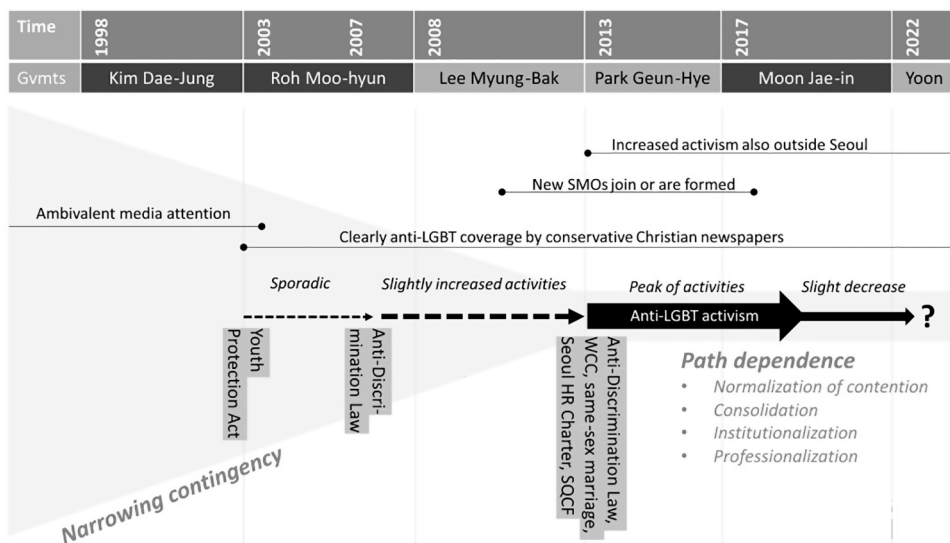 Time 1998 2003 2007 2008 2013 2017 2022
Gvmts Kim Dae-Jung Roh Moo-hyun Lee Myung-Bak Park Geun-Hye Moon Jae-in Yoon
Increased activism also outside Seoul
New SMOs join or are formed
Ambivalent media attention
Clearly anti-LGBT coverage by conservative Christian newspapers
Sporadic Slightly increased activities Peak of activities Slight decrease
Anti-LGBT activism ?
Youth
Protection Act
Anti-Discri-
mination Law
Anti-Discrimination Law,
WCC, same-sex marriage,
Seoul HR Charter, SQCF
Path dependence
• Normalization of contention
• Consolidation
• Institutionalization
• Professionalization
Narrowing contingency